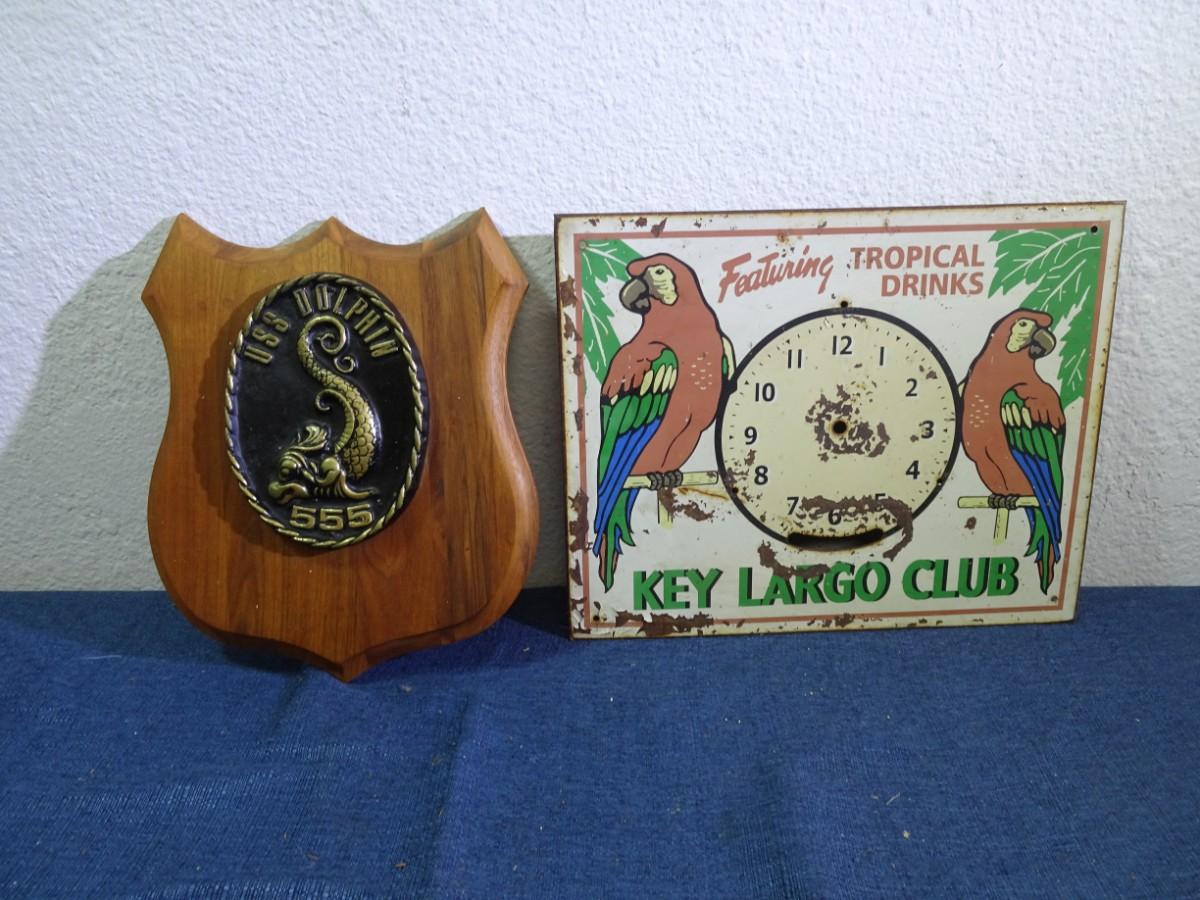 USS DOLPHIN
555
Featuring
TROPICAL
DRINKS
12
1
2
3
4
5
6
7
8
9
10
11
KEY LARGO CLUB